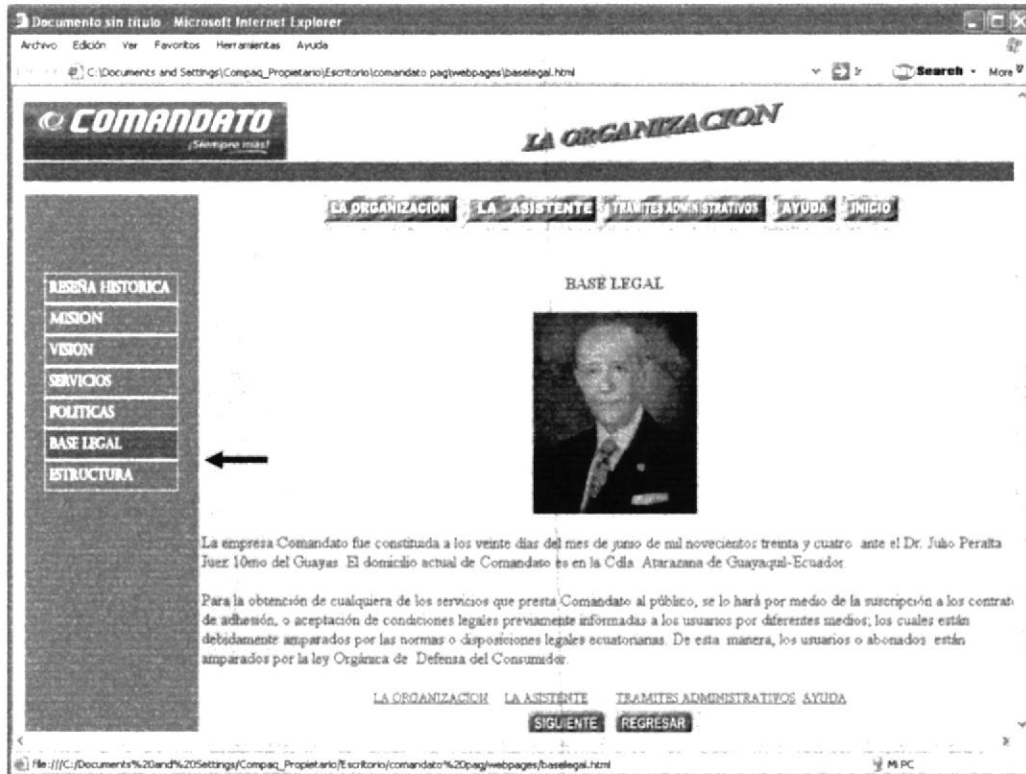 Documento sin título - Microsoft Internet Explorer
Archivo Edición Ver Favoritos Herramientas Ayuda
C:\Documents and Settings\Compaq_Propietario\Escritorio\comandato pag\webpages\baselegal.html Ir Search More
COMANDATO
¡Siempre más!
LA ORGANIZACION
LA ORGANIZACIÓN LA ASISTENTE TRAMITES ADMINISTRATIVOS AYUDA INICIO
RESEÑA HISTORICA
MISION
VISION
SERVICIOS
POLITICAS
BASE LEGAL
ESTRUCTURA
BASE LEGAL
La empresa Comandato fue constituida a los veinte días del mes de junio de mil novecientos treinta y cuatro ante el Dr. Julio Peralta
Juez 10mo del Guayas El domicilio actual de Comandato es en la Cdla. Atarazana de Guayaquil-Ecuador.
Para la obtención de cualquiera de los servicios que presta Comandato al público, se lo hará por medio de la suscripción a los contrat
de adhesión, o aceptación de condiciones legales previamente informadas a los usuarios por diferentes medios; los cuales están
debidamente amparados por las normas o disposiciones legales ecuatorianas. De esta manera, los usuarios o abonados están
amparados por la ley Orgánica de Defensa del Consumidor.
LA ORGANIZACION LA ASISTENTE TRAMITES ADMINISTRATIVOS AYUDA
SIGUIENTE REGRESAR
file:///C:/Documents%20and%20Settings/Compaq_Propietario/Escritorio/comandato%20pag/webpages/baselegal.html Mi PC